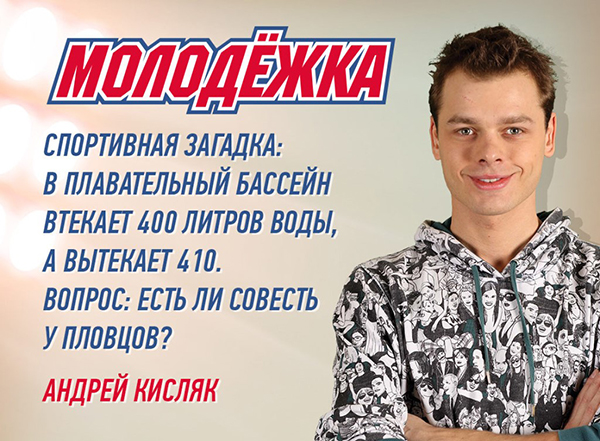 МОЛОДЁЖКА
СПОРТИВНАЯ ЗАГАДКА:
В ПЛАВАТЕЛЬНЫЙ БАССЕЙН
ВТЕКАЕТ 400 ЛИТРОВ ВОДЫ,
А ВЫТЕКАЕТ 410.
ВОПРОС: ЕСТЬ ЛИ СОВЕСТЬ
У ПЛОВЦОВ?
АНДРЕЙ КИСЛЯК